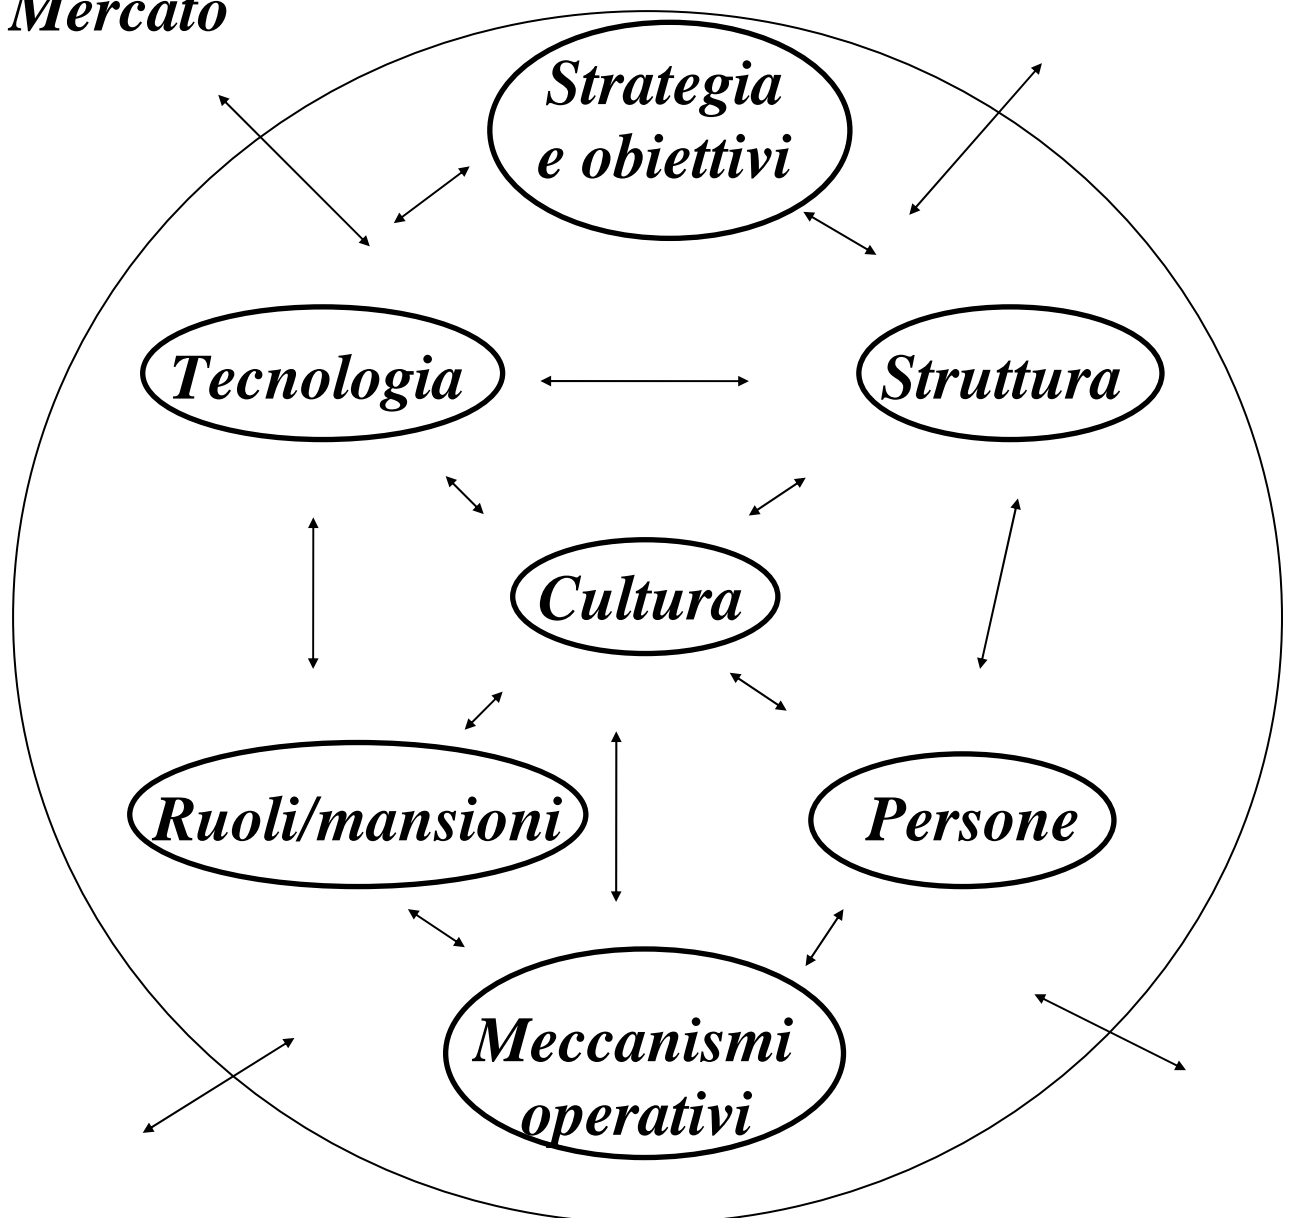 Mercato
Strategia
e obiettivi
Tecnologia
Struttura
Cultura
Ruoli/mansioni
Persone
Meccanismi
operativi